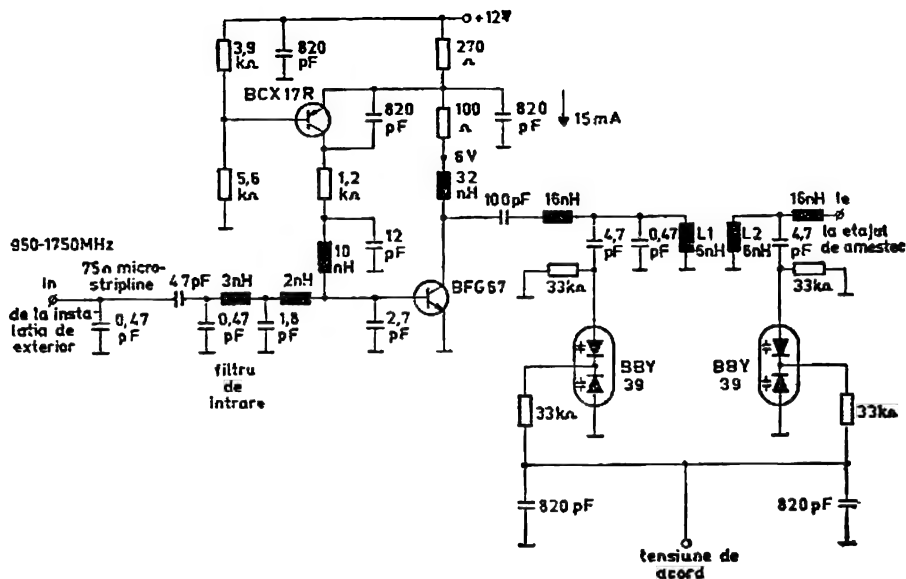 +12V
3,9
kΩ
820
pF
270
Ω
BCX17R
820
pF
100
Ω
820
pF
15mA
6V
32
nH
5,6
kΩ
1,2
kΩ
12
pF
10
nH
100pF
16nH
16nH
Ie
la etajul
de amestec
950-1750MHz
75Ω micro-
stripline
In
de la insta
latia de
exterior
0,47
pF
4,7pF
3nH
2nH
0,47
pF
1,8
pF
2,7
pF
BFG67
filtru
de
intrare
4,7
pF
0,47
pF
L1
6nH
L2
6nH
4,7
pF
33kΩ
33kΩ
BBY
39
BBY
39
33kΩ
33kΩ
820 pF
820 pF
tensiune de
acord